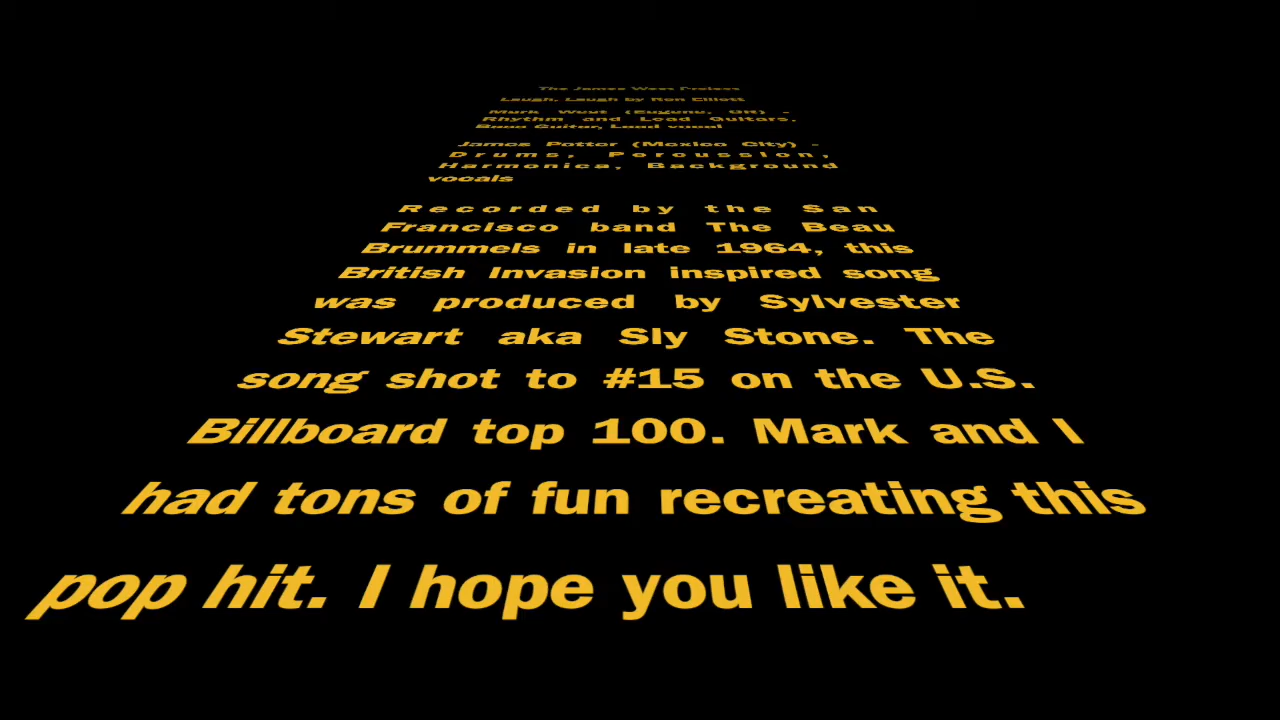 The James West Project
Laugh, Laugh by Ron Elliott
Mark West (Eugene, OR) -
Rhythm and Lead Guitars,
Bass Guitar, Lead vocal
James Pottor (Mexico City) -
Drums, Percussion,
Harmonica, Background
vocals
Recorded by the San
Francisco band The Beau
Brummels in late 1964, this
British Invasion inspired song
was produced by Sylvester
Stewart aka Sly Stone. The
song shot to #15 on the U.S.
Billboard top 100. Mark and I
had tons of fun recreating this
pop hit. I hope you like it.